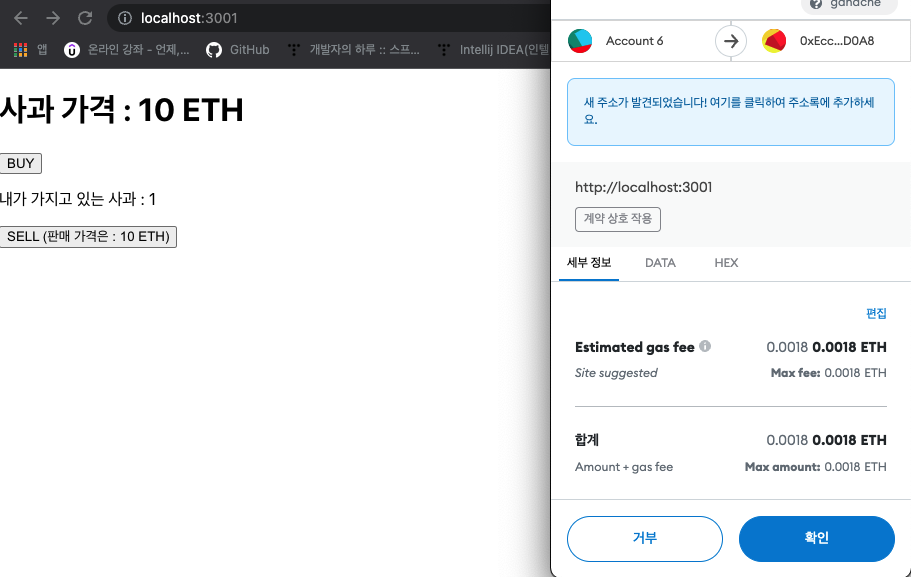 localhost:3001
앱
온라인 강좌 - 언제,...
GitHub
개발자의 하루 :: 스프...
Intellij IDEA(인텔
사과 가격 : 10 ETH
BUY
내가 가지고 있는 사과 : 1
SELL (판매 가격은 : 10 ETH)
ganache
Account 6
0xEcc...D0A8
새 주소가 발견되었습니다! 여기를 클릭하여 주소록에 추가하세
요.
http://localhost:3001
계약 상호 작용
세부 정보
DATA
HEX
편집
Estimated gas fee
0.0018 0.0018 ETH
Site suggested
Max fee: 0.0018 ETH
합계
0.0018 0.0018 ETH
Amount + gas fee
Max amount: 0.0018 ETH
거부
확인